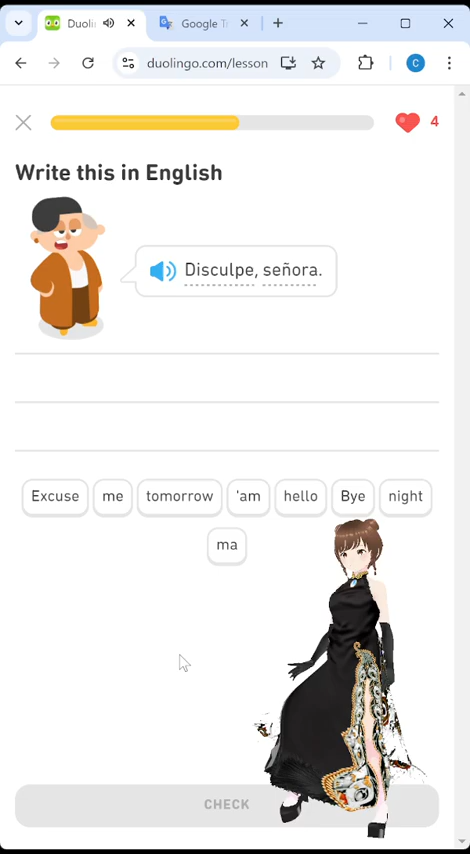 Duoli
Google T
duolingo.com/lesson
C
4
Write this in English
Disculpe, señora.
Excuse me tomorrow 'am hello Bye night
ma
CHECK